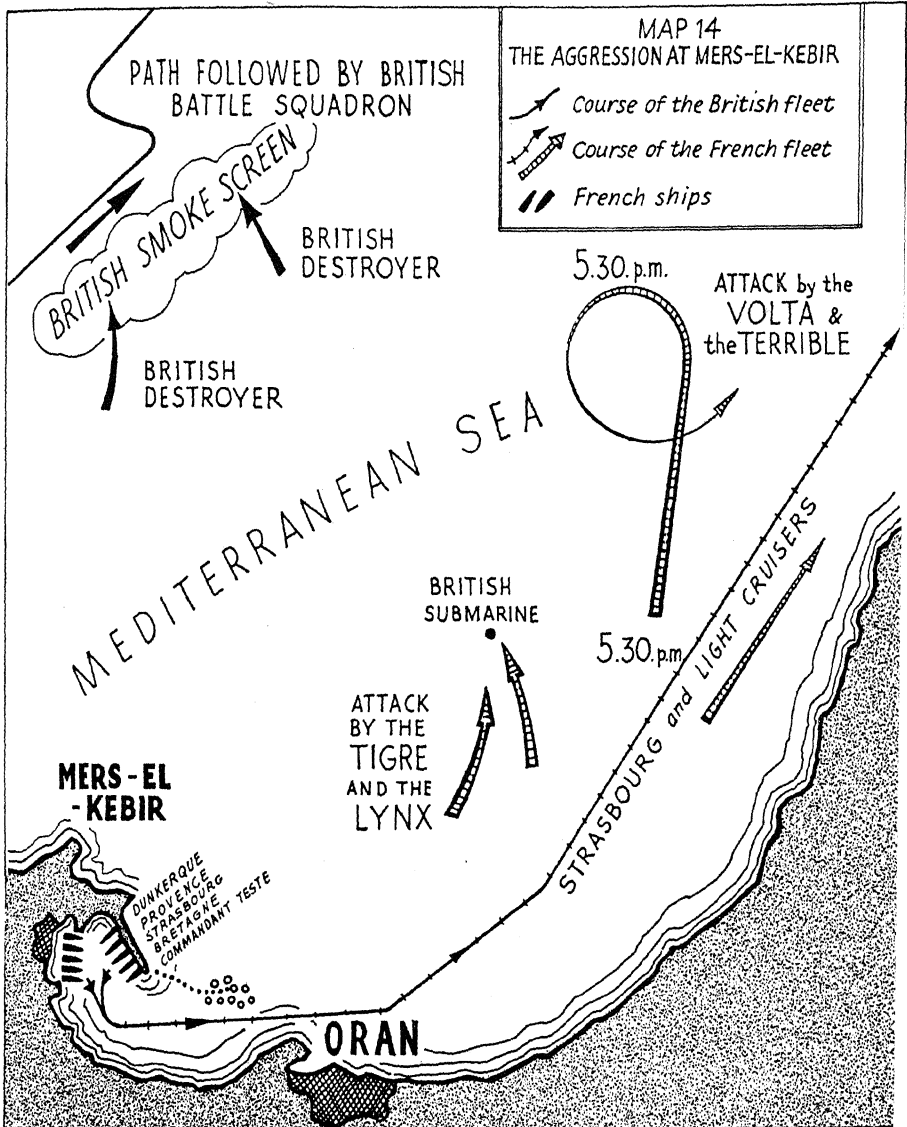 MAP 14
THE AGGRESSION AT MERS-EL-KEBIR
Course of the British fleet
Course of the French fleet
French ships
PATH FOLLOWED BY BRITISH
BATTLE SQUADRON
BRITISH SMOKE SCREEN
BRITISH
DESTROYER
BRITISH
DESTROYER
5.30.p.m.
ATTACK by the
VOLTA &
the TERRIBLE
MEDITERRANEAN SEA
BRITISH
SUBMARINE
5.30.p.m.
ATTACK
BY THE
TIGRE
AND THE
LYNX
STRASBOURG and LIGHT CRUISERS
MERS-EL
-KEBIR
DUNKERQUE
PROVENCE
STRASBOURG
BRETAGNE
COMMANDANT TESTE
ORAN